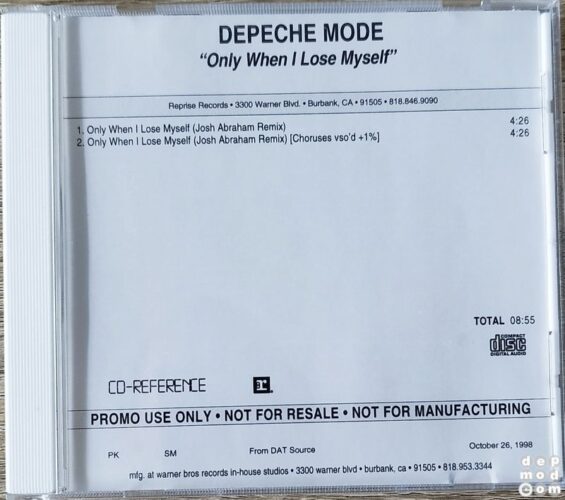 DEPECHE MODE
"Only When I Lose Myself"
Reprise Records • 3300 Warner Blvd. • Burbank, CA • 91505 • 818.846.9090
1. Only When I Lose Myself (Josh Abraham Remix) 4:26
2. Only When I Lose Myself (Josh Abraham Remix) [Choruses vso'd +1%] 4:26
TOTAL 08:55
COMPACT
disc
DIGITAL AUDIO
CD-REFERENCE r
PROMO USE ONLY • NOT FOR RESALE • NOT FOR MANUFACTURING
PK SM From DAT Source October 26, 1998
mfg. at warner bros records in-house studios • 3300 warner blvd • burbank, ca • 91505 • 818.953.3344
dep
mod
.com